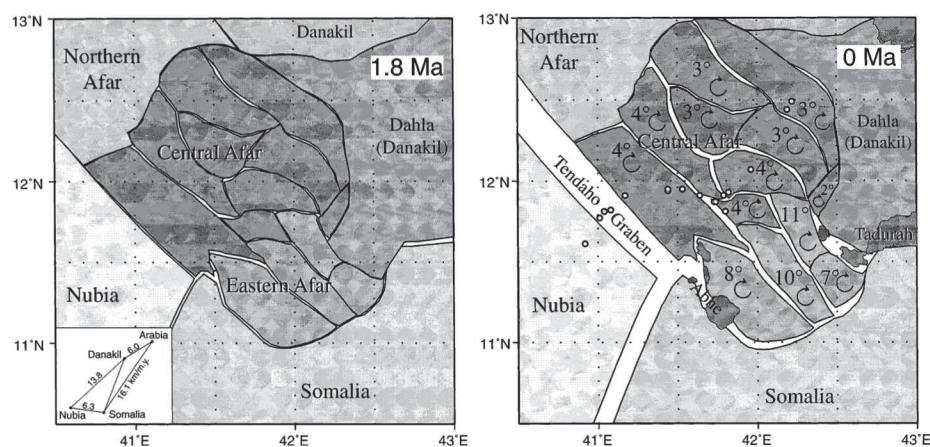 13°N
Danakil
Northern
Afar
1.8 Ma
Dahla
(Danakil)
Central Afar
12°N
Eastern Afar
Nubia
11°N
Somalia
Arabia
Danakil
6.0
13.8
16.1 km/m.y.
6.3
Nubia
Somalia
41°E
42°E
43°E
13°N
Northern
Afar
0 Ma
3°
4°
3°
3°
3°
Dahla
(Danakil)
Central Afar
4°
4°
12°N
2°
4°
11°
Tendaho
Graben
Tadurah
8°
10°
7°
Abhe
Nubia
11°N
Somalia
41°E
42°E
43°E